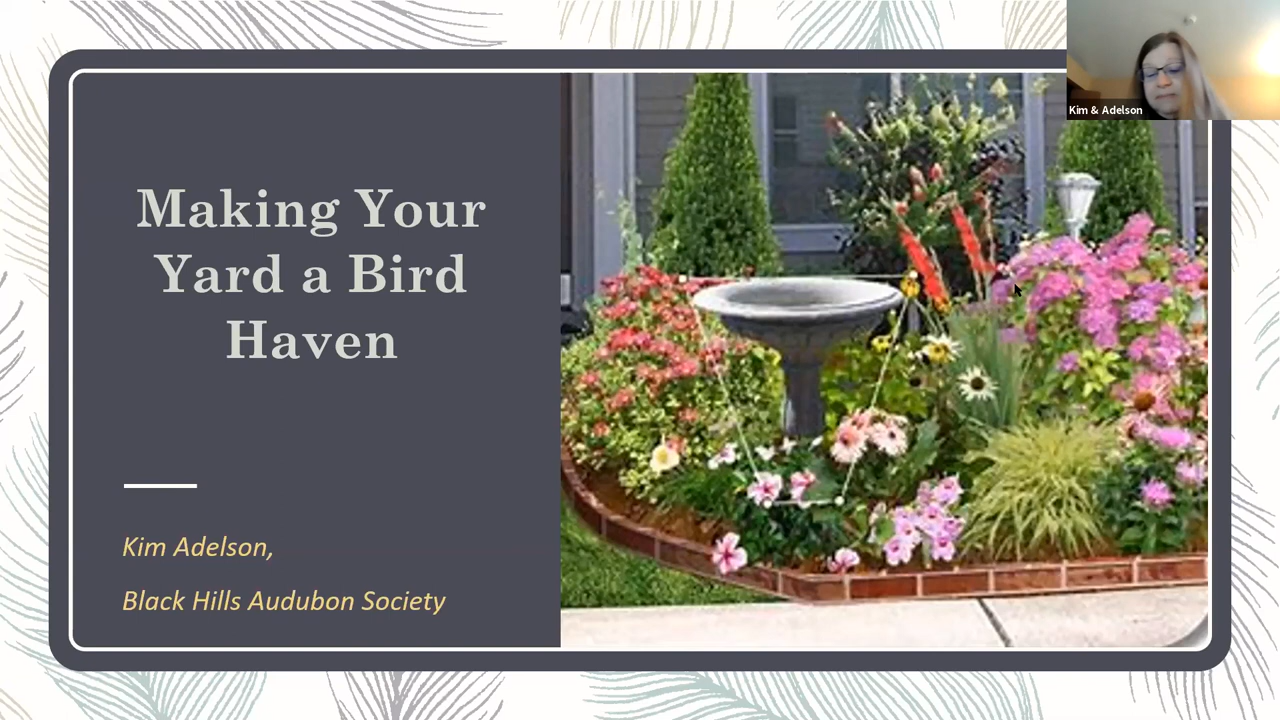 Making Your
Yard a Bird
Haven
Kim Adelson,
Black Hills Audubon Society
Kim & Adelson